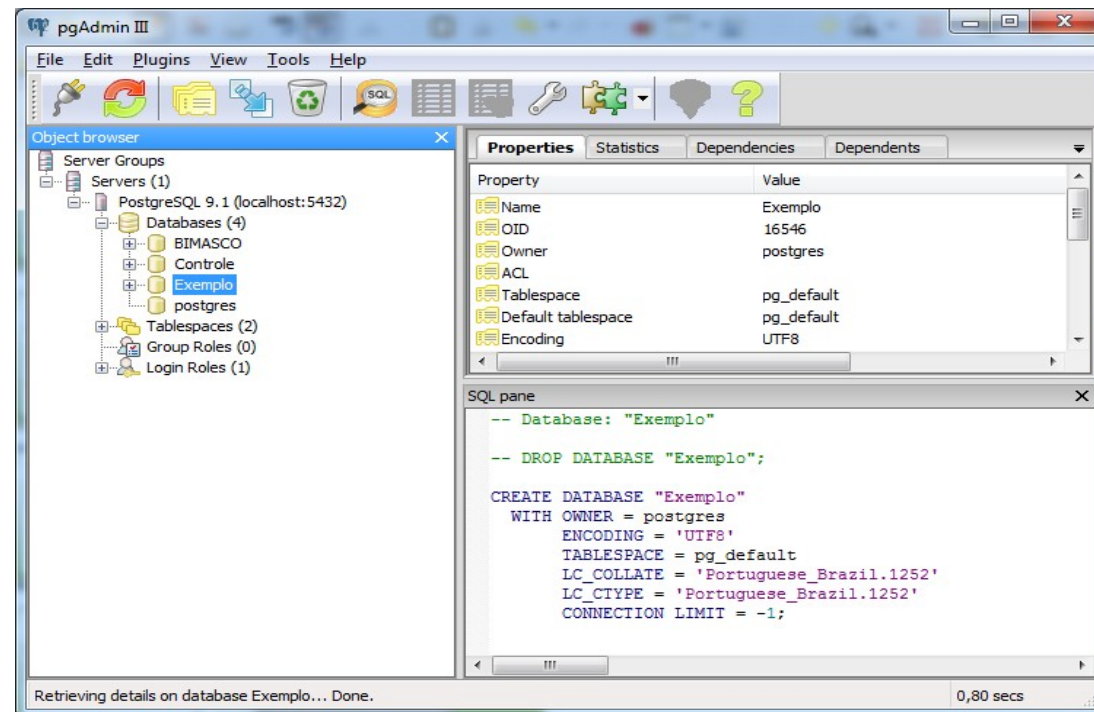 pgAdmin III
File Edit Plugins View Tools Help
SQL
Object browser
Server Groups
Servers (1)
PostgreSQL 9.1 (localhost:5432)
Databases (4)
BIMASCO
Controle
Exemplo
postgres
Tablespaces (2)
Group Roles (0)
Login Roles (1)
Properties Statistics Dependencies Dependents
Property Value
Name Exemplo
OID 16546
Owner postgres
ACL
Tablespace pg_default
Default tablespace pg_default
Encoding UTF8
SQL pane
-- Database: "Exemplo"
-- DROP DATABASE "Exemplo";
CREATE DATABASE "Exemplo"
WITH OWNER = postgres
ENCODING = 'UTF8'
TABLESPACE = pg_default
LC_COLLATE = 'Portuguese_Brazil.1252'
LC_CTYPE = 'Portuguese_Brazil.1252'
CONNECTION LIMIT = -1;
Retrieving details on database Exemplo... Done. 0,80 secs